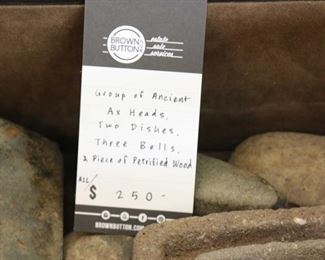 BROWN
BUTTON
estate
sale
services
Group of Ancient
Ax Heads,
Two Dishes,
Three Balls,
& Piece of Petrified Wood
ALL/
$ 250-
BROWNBUTTON.COM